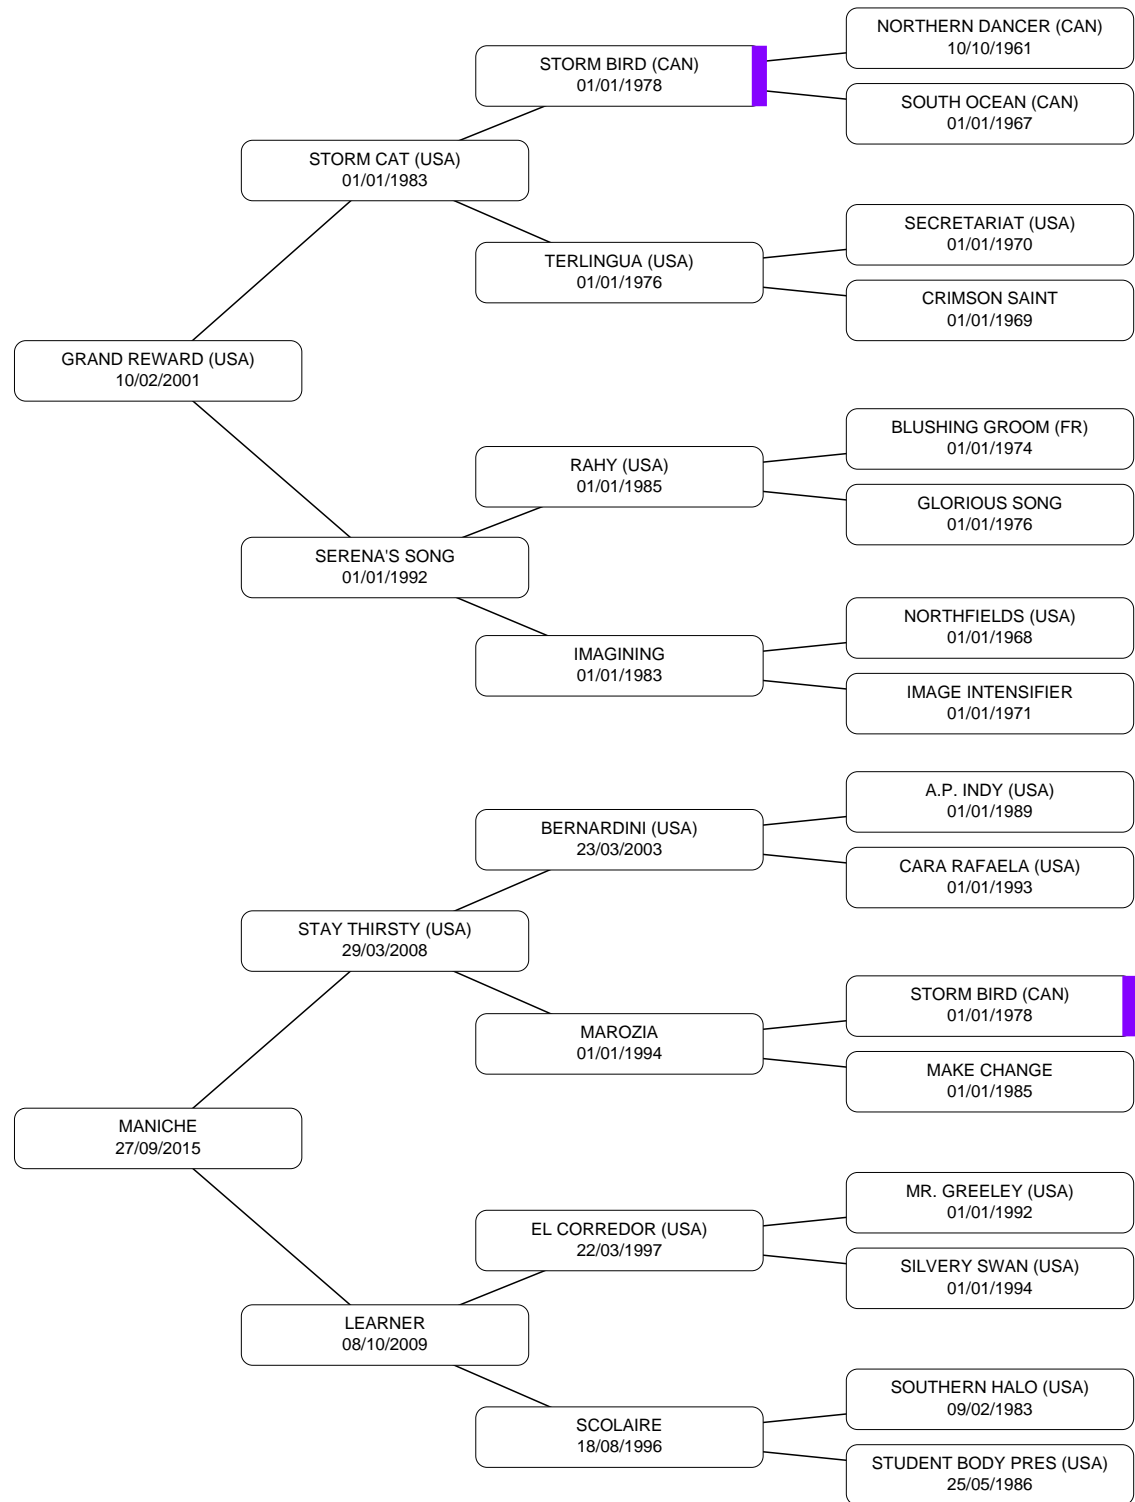 NORTHERN DANCER (CAN)
10/10/1961
STORM BIRD (CAN)
01/01/1978
SOUTH OCEAN (CAN)
01/01/1967
STORM CAT (USA)
01/01/1983
SECRETARIAT (USA)
01/01/1970
TERLINGUA (USA)
01/01/1976
CRIMSON SAINT
01/01/1969
GRAND REWARD (USA)
10/02/2001
BLUSHING GROOM (FR)
01/01/1974
RAHY (USA)
01/01/1985
GLORIOUS SONG
01/01/1976
SERENA'S SONG
01/01/1992
NORTHFIELDS (USA)
01/01/1968
IMAGINING
01/01/1983
IMAGE INTENSIFIER
01/01/1971
A.P. INDY (USA)
01/01/1989
BERNARDINI (USA)
23/03/2003
CARA RAFAELA (USA)
01/01/1993
STAY THIRSTY (USA)
29/03/2008
STORM BIRD (CAN)
01/01/1978
MAROZIA
01/01/1994
MAKE CHANGE
01/01/1985
MANICHE
27/09/2015
MR. GREELEY (USA)
01/01/1992
EL CORREDOR (USA)
22/03/1997
SILVERY SWAN (USA)
01/01/1994
LEARNER
08/10/2009
SOUTHERN HALO (USA)
09/02/1983
SCOLAIRE
18/08/1996
STUDENT BODY PRES (USA)
25/05/1986